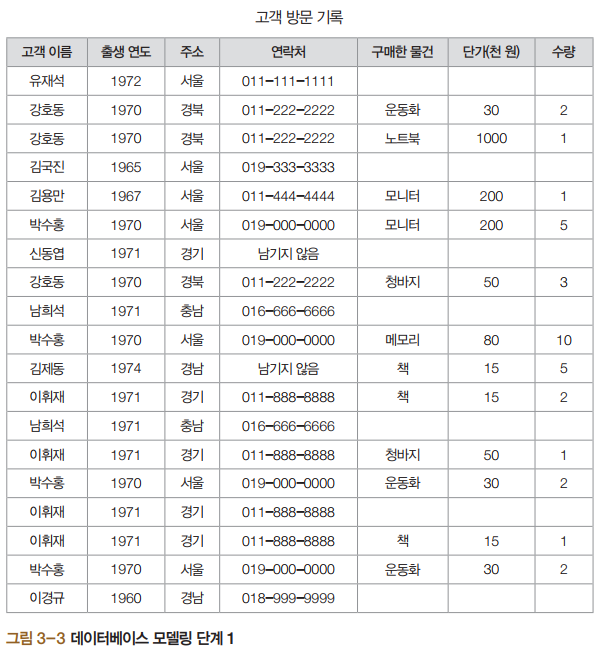 고객 방문 기록
고객 이름 출생 연도 주소 연락처 구매한 물건 단가(천 원) 수량
유재석 1972 서울 011-111-1111
강호동 1970 경북 011-222-2222 운동화 30 2
강호동 1970 경북 011-222-2222 노트북 1000 1
김국진 1965 서울 019-333-3333
김용만 1967 서울 011-444-4444 모니터 200 1
박수홍 1970 서울 019-000-0000 모니터 200 5
신동엽 1971 경기 남기지 않음
강호동 1970 경북 011-222-2222 청바지 50 3
남희석 1971 충남 016-666-6666
박수홍 1970 서울 019-000-0000 메모리 80 10
김제동 1974 경남 남기지 않음 책 15 5
이휘재 1971 경기 011-888-8888 책 15 2
남희석 1971 충남 016-666-6666
이휘재 1971 경기 011-888-8888 청바지 50 1
박수홍 1970 서울 019-000-0000 운동화 30 2
이휘재 1971 경기 011-888-8888
이휘재 1971 경기 011-888-8888 책 15 1
박수홍 1970 서울 019-000-0000 운동화 30 2
이경규 1960 경남 018-999-9999
그림 3-3 데이터베이스 모델링 단계 1